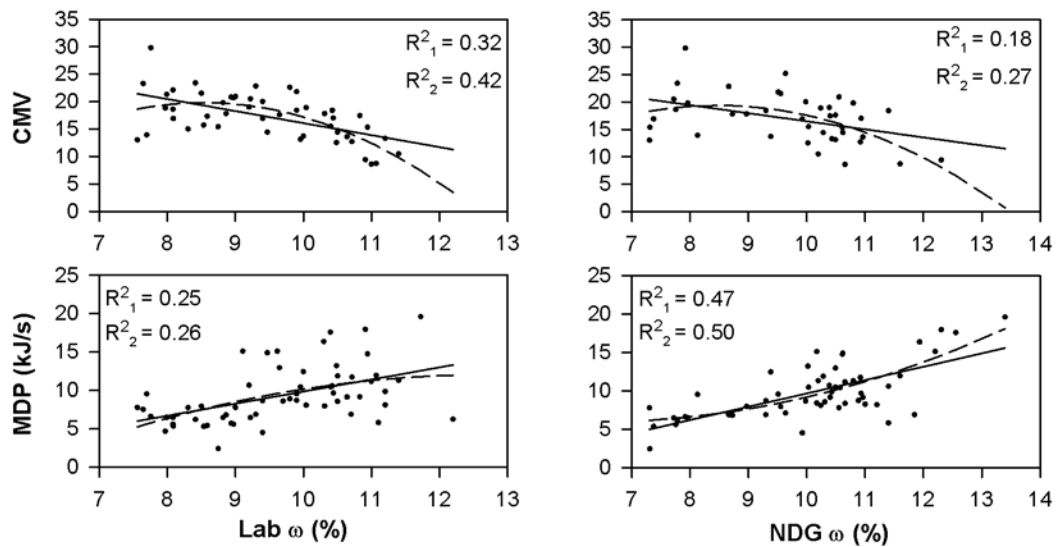 35
30
25
20
15
10
5
0
CMV
R²₁ = 0.32
R²₂ = 0.42
7 8 9 10 11 12 13
35
30
25
20
15
10
5
0
R²₁ = 0.18
R²₂ = 0.27
7 8 9 10 11 12 13 14
25
20
15
10
5
0
MDP (kJ/s)
R²₁ = 0.25
R²₂ = 0.26
7 8 9 10 11 12 13
Lab ω (%)
25
20
15
10
5
0
R²₁ = 0.47
R²₂ = 0.50
7 8 9 10 11 12 13 14
NDG ω (%)